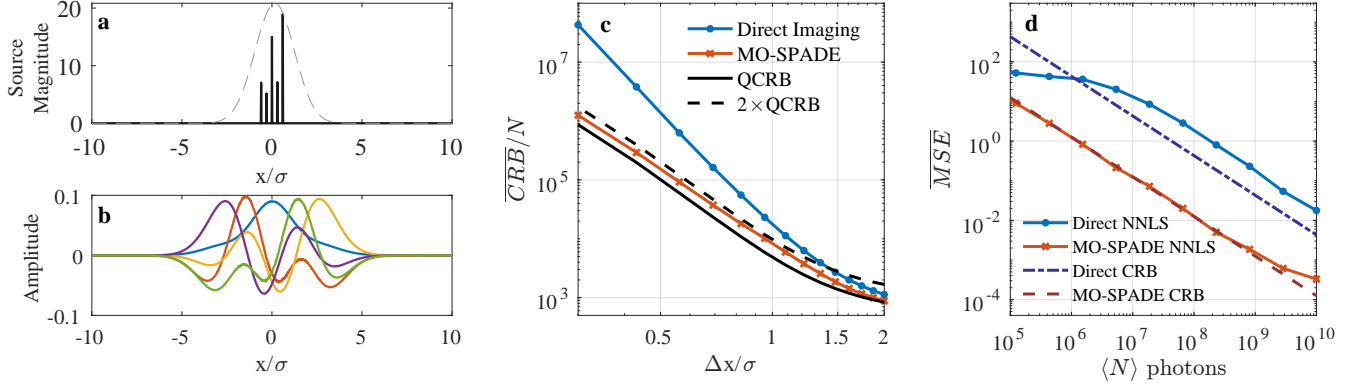 a
Source
Magnitude
20
10
0
-10 -5 0 5 10
x/σ
b
Amplitude
0.1
0
-0.1
-10 -5 0 5 10
x/σ
c
Direct Imaging
MO-SPADE
QCRB
2×QCRB
CRB/N
10^7
10^5
10^3
0.5 1 2
Δx/σ
d
MSE
10^2
10^0
10^-2
10^-4
Direct NNLS
MO-SPADE NNLS
Direct CRB
MO-SPADE CRB
10^5 10^6 10^7 10^8 10^9 10^10
⟨N⟩ photons